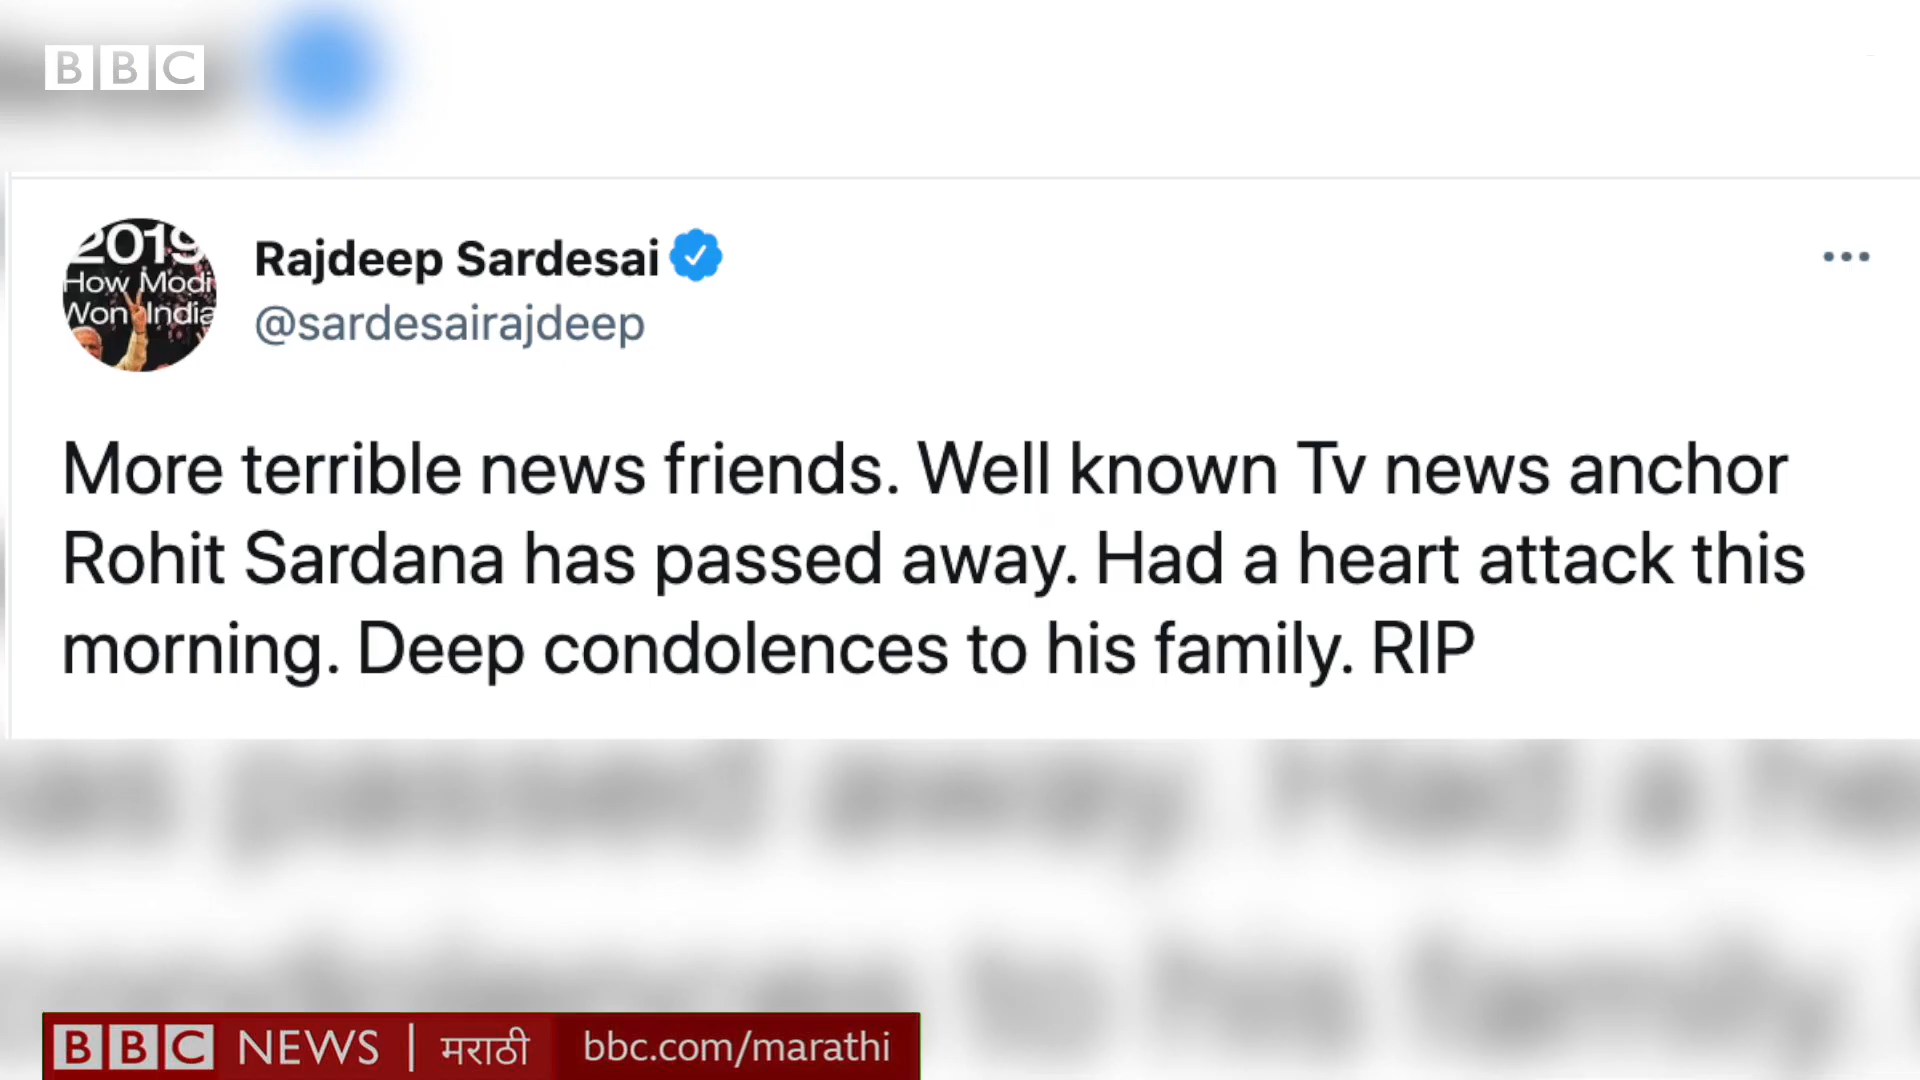 BBC
2019
How Modi
Won India
Rajdeep Sardesai
@sardesairajdeep
More terrible news friends. Well known Tv news anchor
Rohit Sardana has passed away. Had a heart attack this
morning. Deep condolences to his family. RIP
BBC NEWS | मराठी bbc.com/marathi